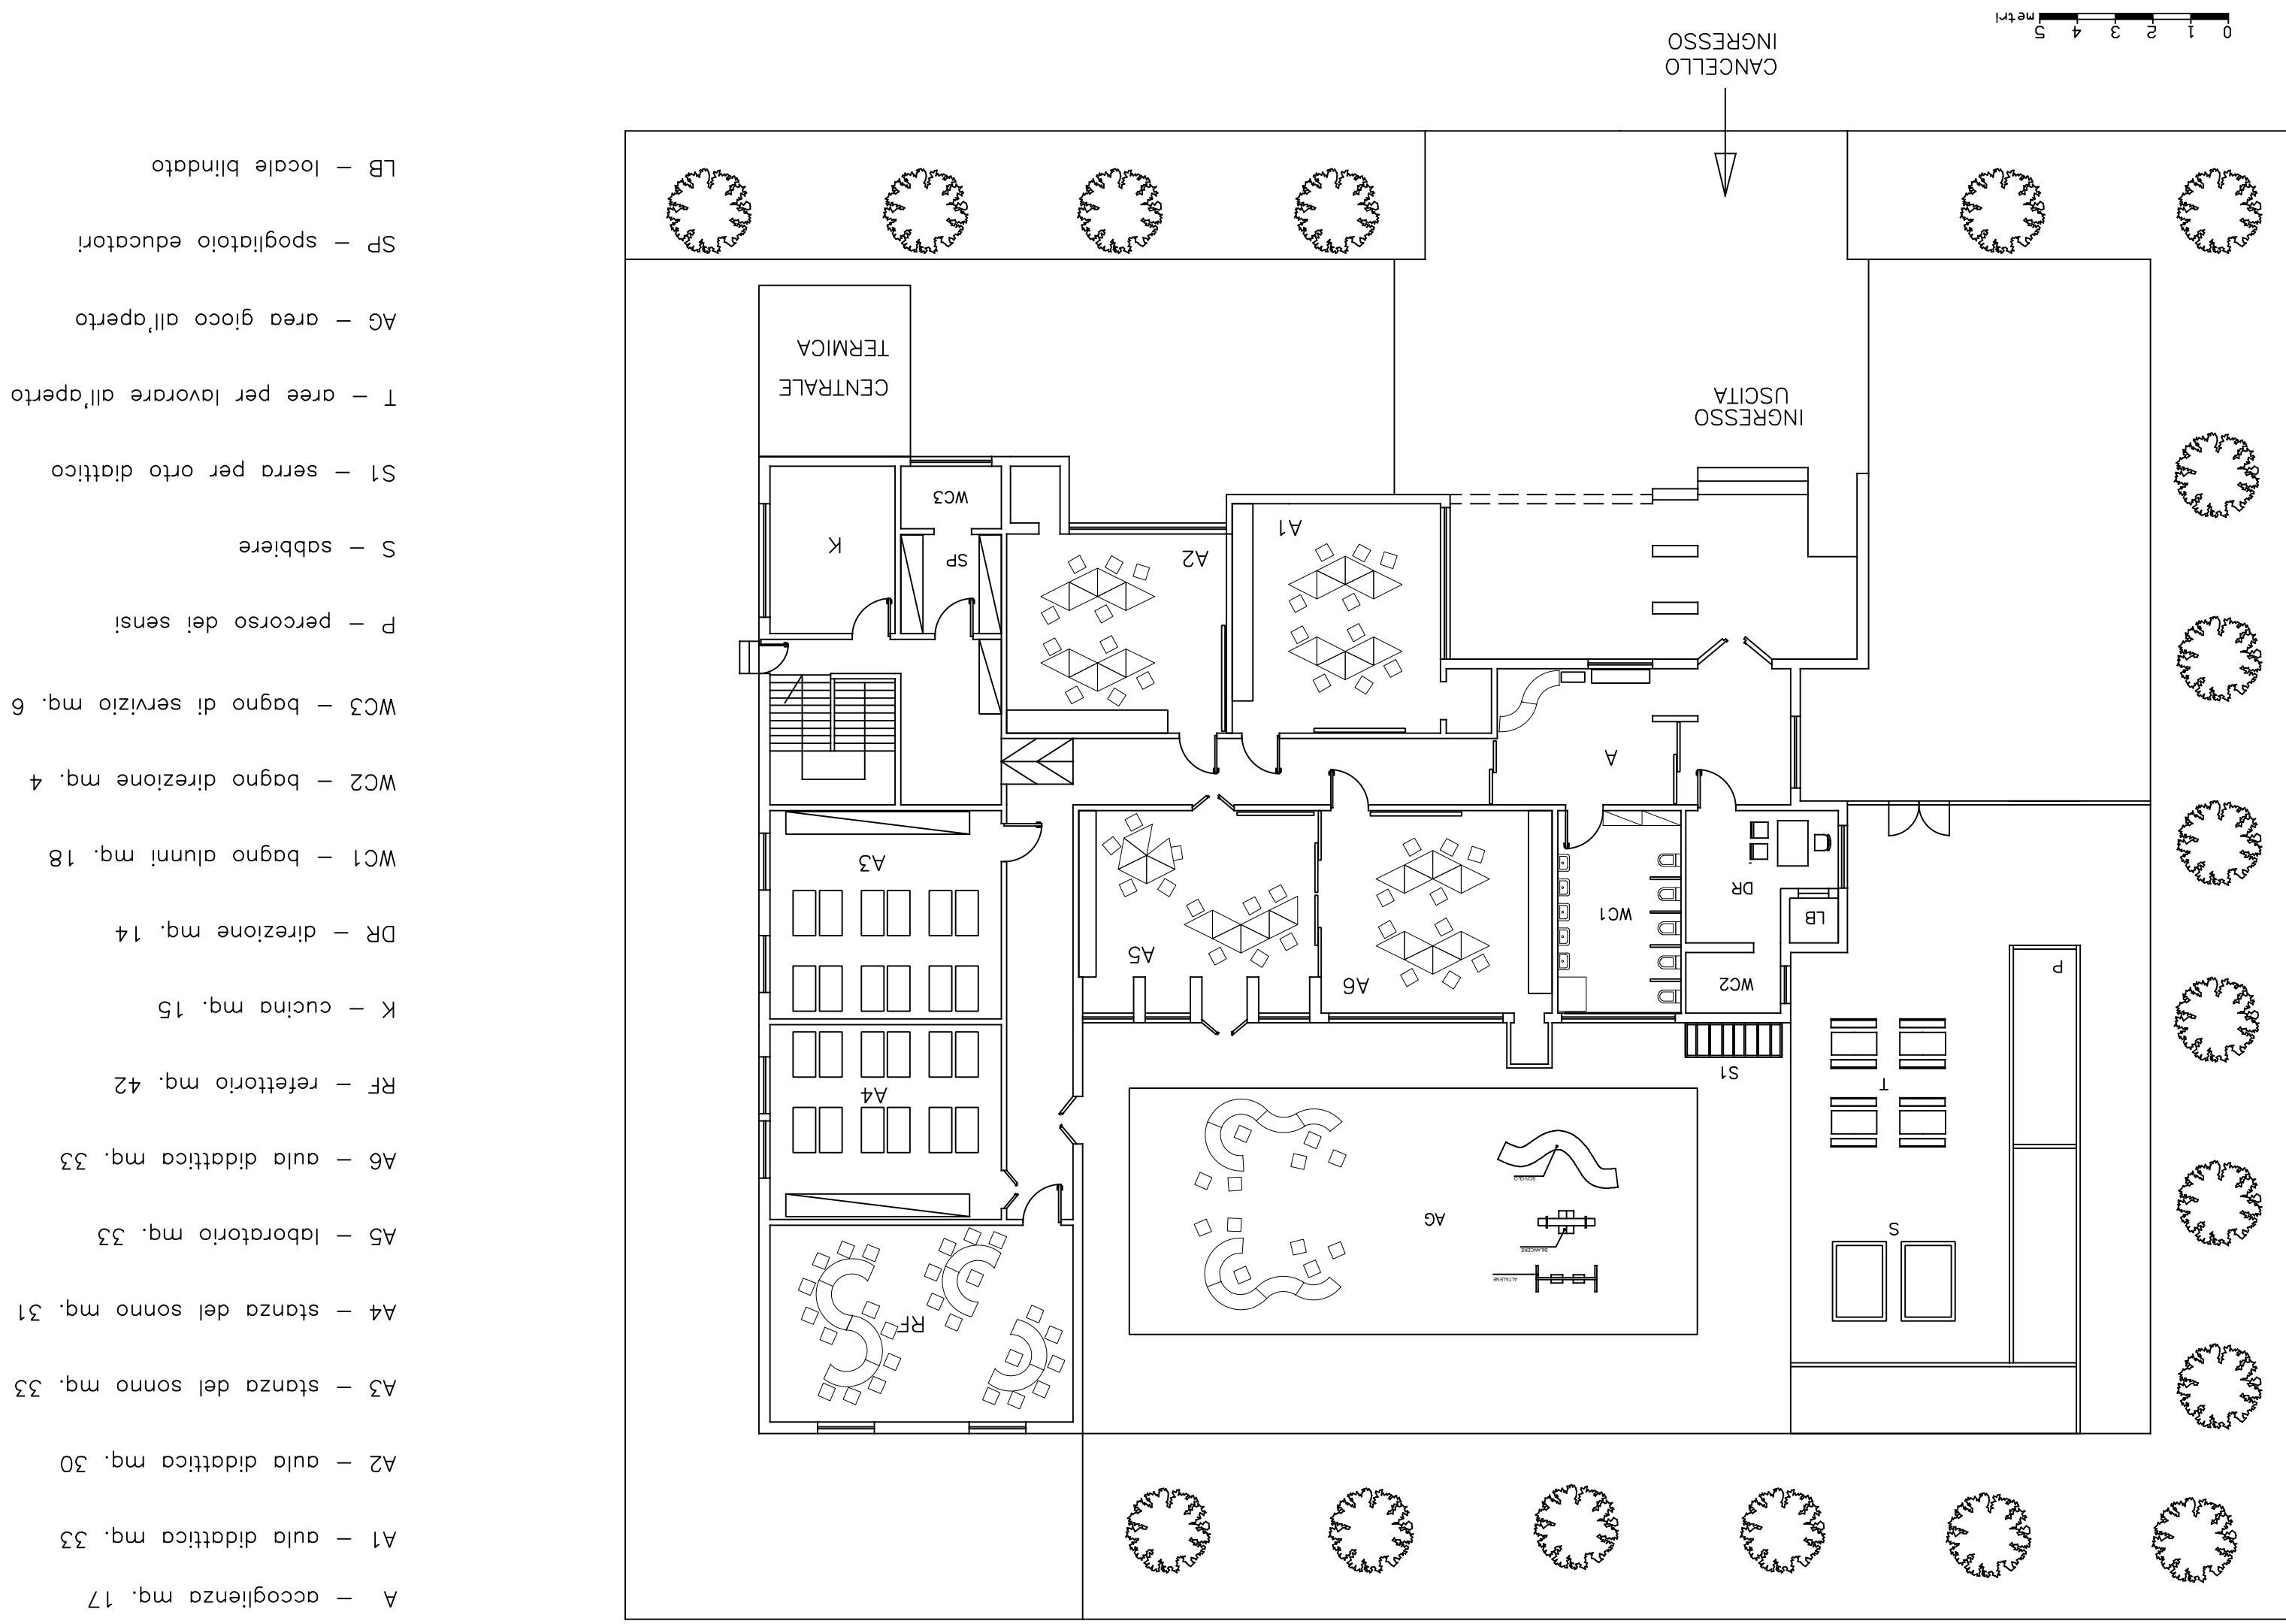 A – accoglienza mq. 17
A1 – aula didattica mq. 33
A2 – aula didattica mq. 30
A3 – stanza del sonno mq. 33
A4 – stanza del sonno mq. 31
A5 – laboratorio mq. 33
A6 – aula didattica mq. 33
RF – refettorio mq. 42
K – cucina mq. 15
DR – direzione mq. 14
WC1 – bagno alunni mq. 18
WC2 – bagno direzione mq. 4
WC3 – bagno di servizio mq. 6
P – percorso dei sensi
S – sabbiere
S1 – serra per orto diattico
T – aree per lavorare all'aperto
AG – area gioco all'aperto
SP – spogliatoio educatori
LB – locale blindato
RF
ALTALENE
BILANCERE
S
AG
SCIVOLO
A4
T
S1
WC2
A6
P
A5
LB
WC1
DR
A3
A
SP
A2
K
A1
WC3
INGRESSO
USCITA
CENTRALE
TERMICA
CANCELLO
INGRESSO
0 1 2 3 4 5
metri